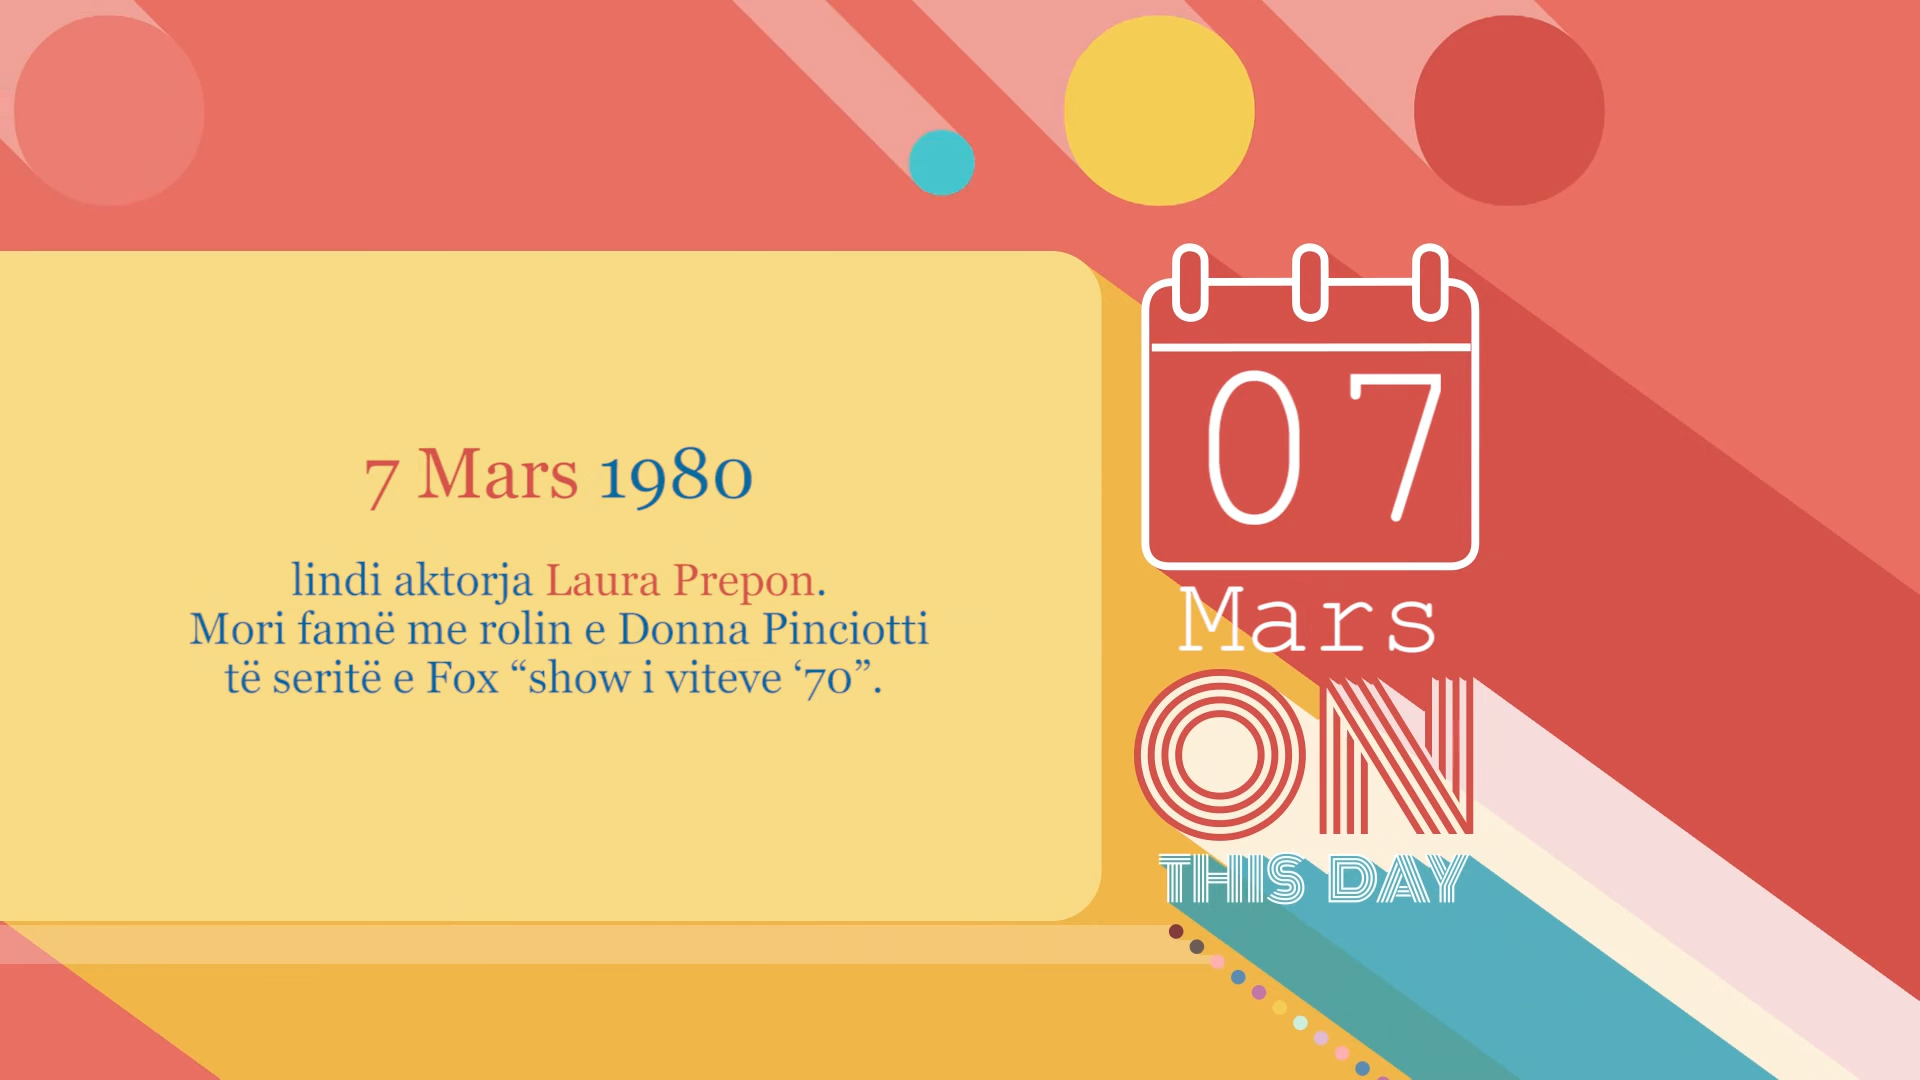 7 Mars 1980
lindi aktorja Laura Prepon.
Mori famë me rolin e Donna Pinciotti
të seritë e Fox “show i viteve ‘70”.
07
Mars
ON
THIS DAY